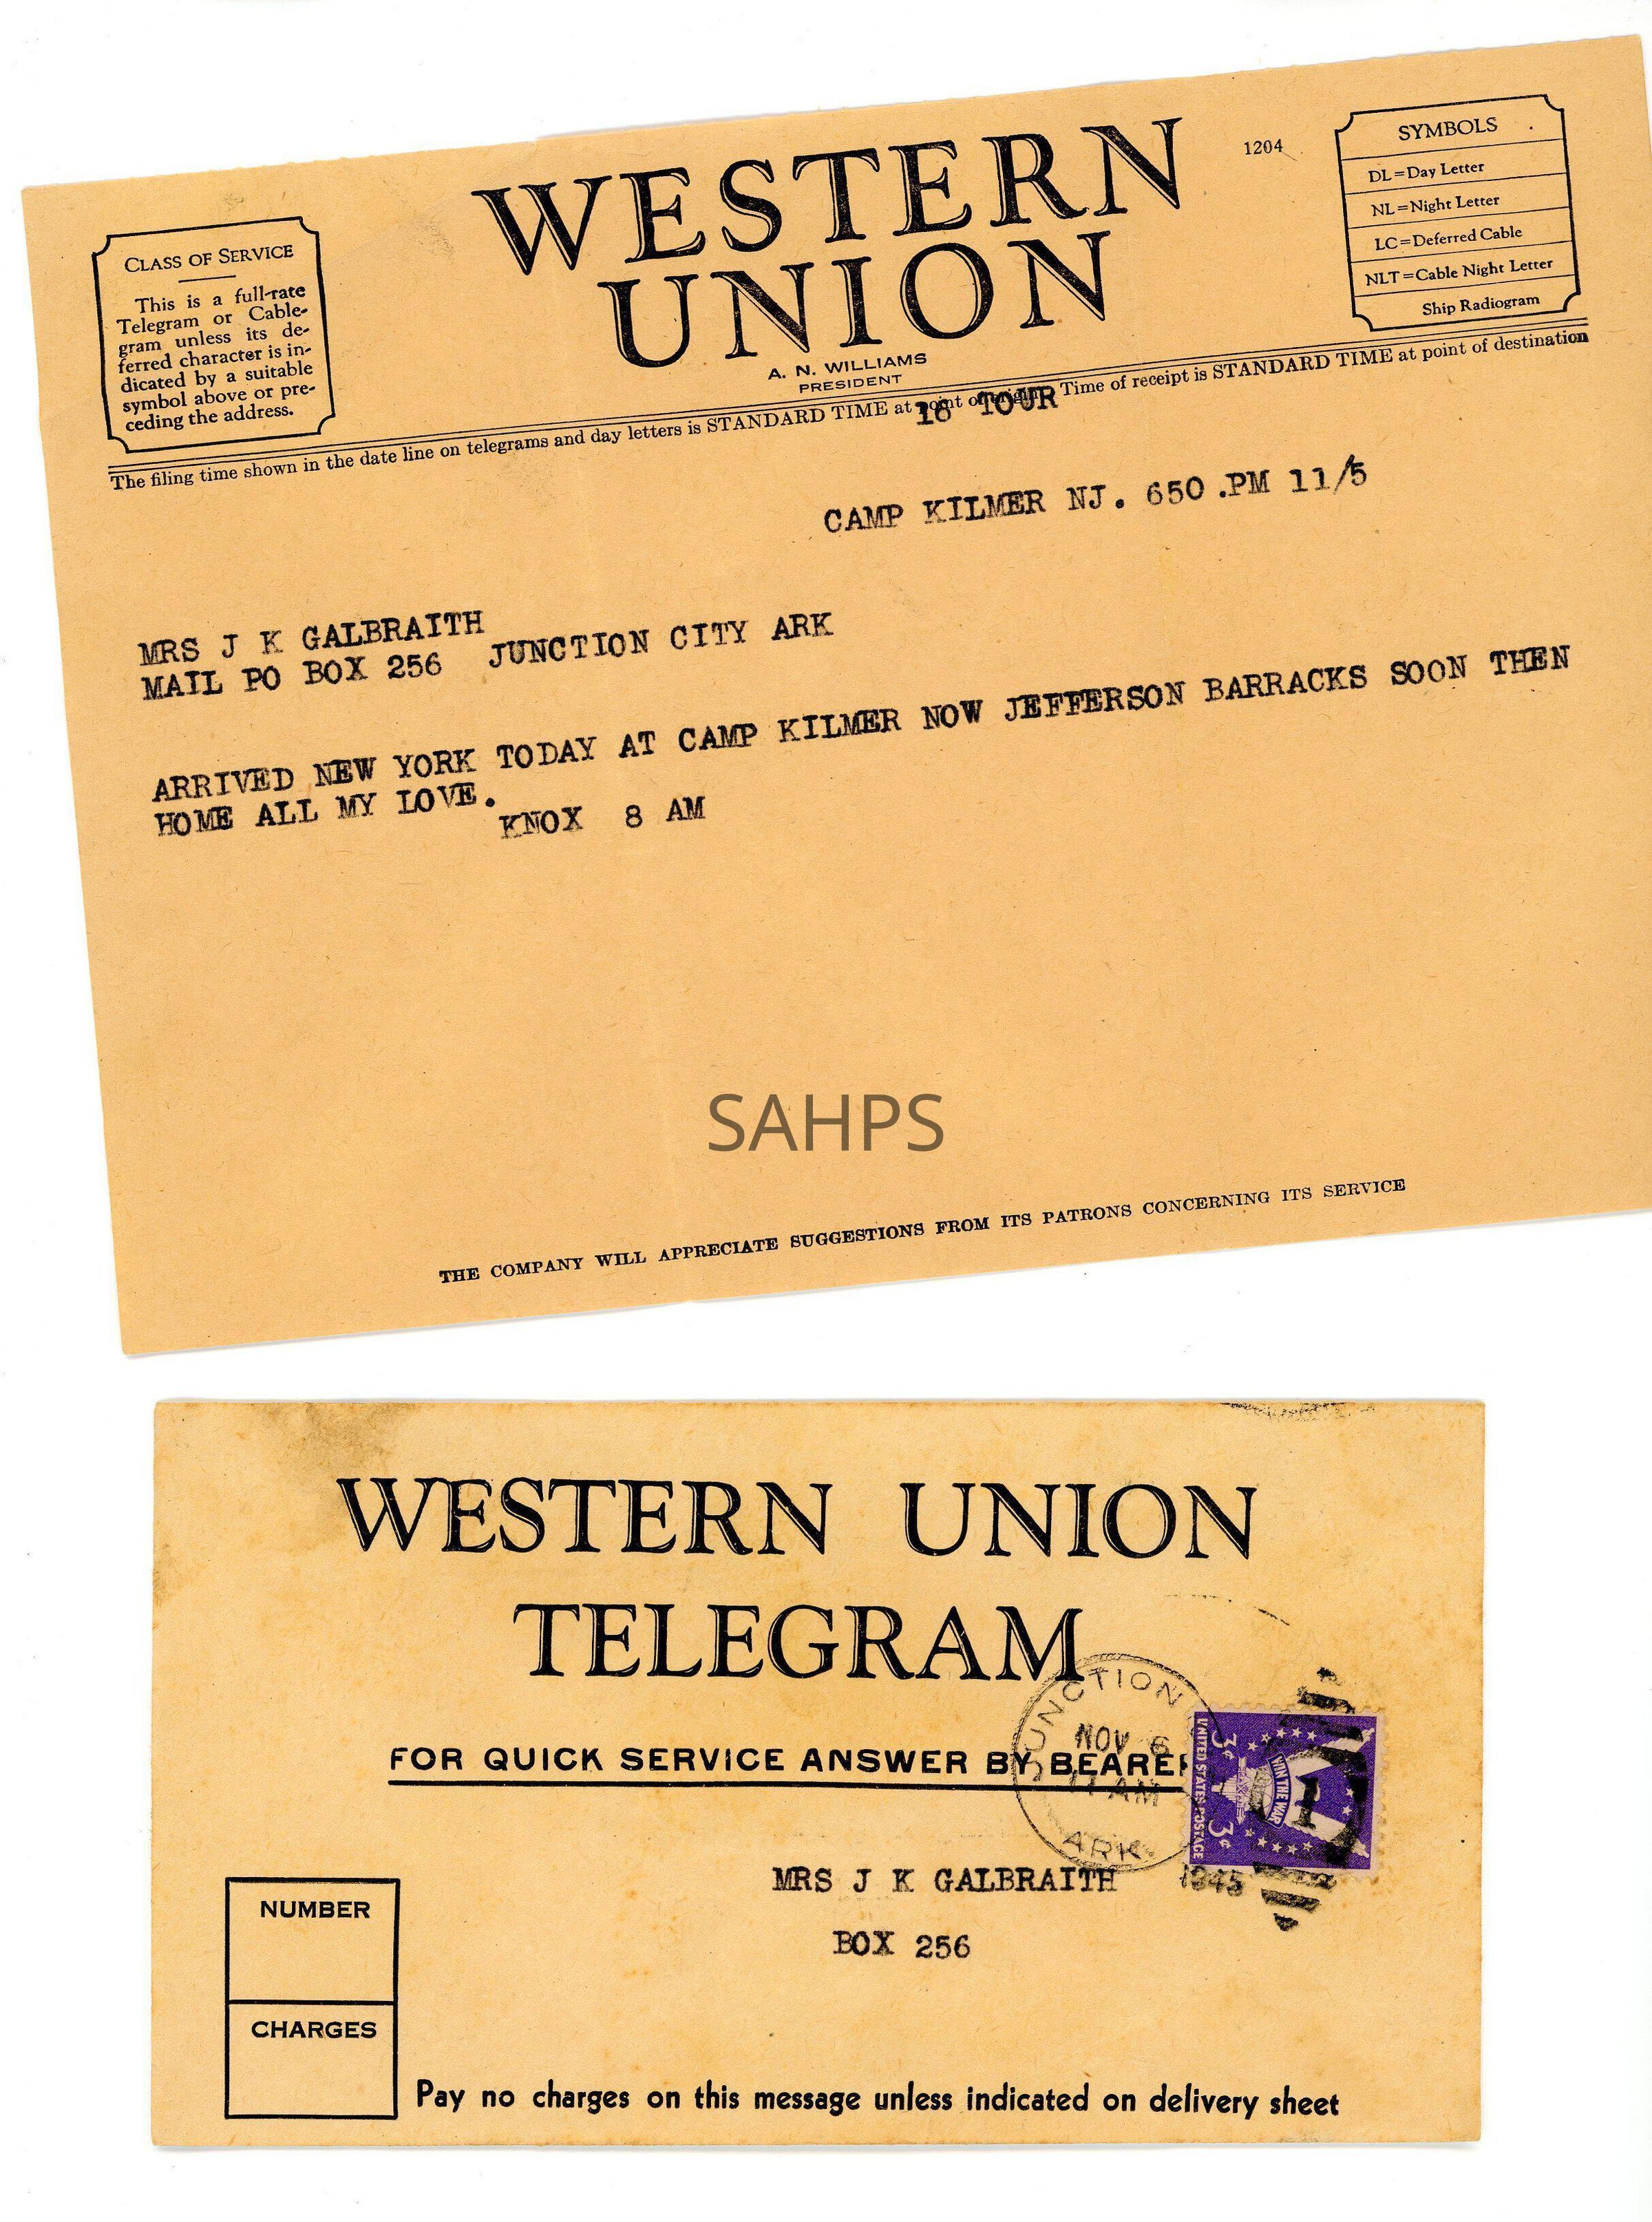 WESTERN
UNION
1204
A. N. WILLIAMS
PRESIDENT
CLASS OF SERVICE
This is a full-rate
Telegram or Cable-
gram unless its de-
ferred character is in-
dicated by a suitable
symbol above or pre-
ceding the address.
SYMBOLS
DL=Day Letter
NL=Night Letter
LC=Deferred Cable
NLT=Cable Night Letter
Ship Radiogram
The filing time shown in the date line on telegrams and day letters is STANDARD TIME at point of origin. Time of receipt is STANDARD TIME at point of destination
16 TOUR
CAMP KILMER NJ. 650.PM 11/5
MRS J K GALBRAITH
MAIL PO BOX 256 JUNCTION CITY ARK
ARRIVED NEW YORK TODAY AT CAMP KILMER NOW JEFFERSON BARRACKS SOON THEN
HOME ALL MY LOVE.
KNOX 8 AM
SAHPS
THE COMPANY WILL APPRECIATE SUGGESTIONS FROM ITS PATRONS CONCERNING ITS SERVICE
WESTERN UNION
TELEGRAM
FOR QUICK SERVICE ANSWER BY BEARER
JUNCTION
NOV 6
11 AM
ARK.
1945
UNITED STATES POSTAGE
3¢ 3¢
WIN THE WAR
MRS J K GALBRAITH
BOX 256
NUMBER
CHARGES
Pay no charges on this message unless indicated on delivery sheet